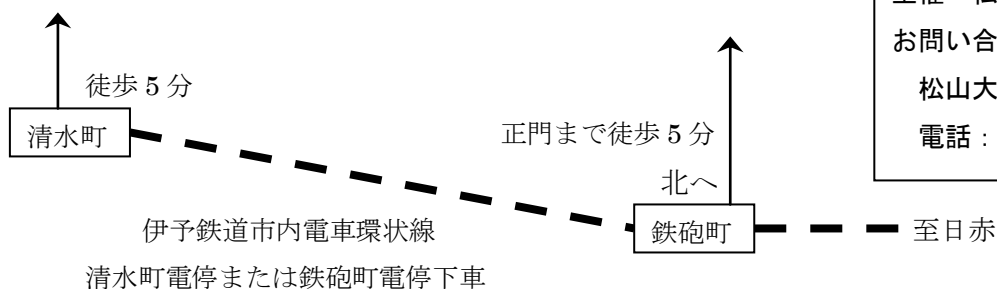 お問い合
松山大
電話：
徒歩 5 分
清水町
正門まで徒歩 5 分
北へ
鉄砲町
至日赤
伊予鉄道市内電車環状線
清水町電停または鉄砲町電停下車